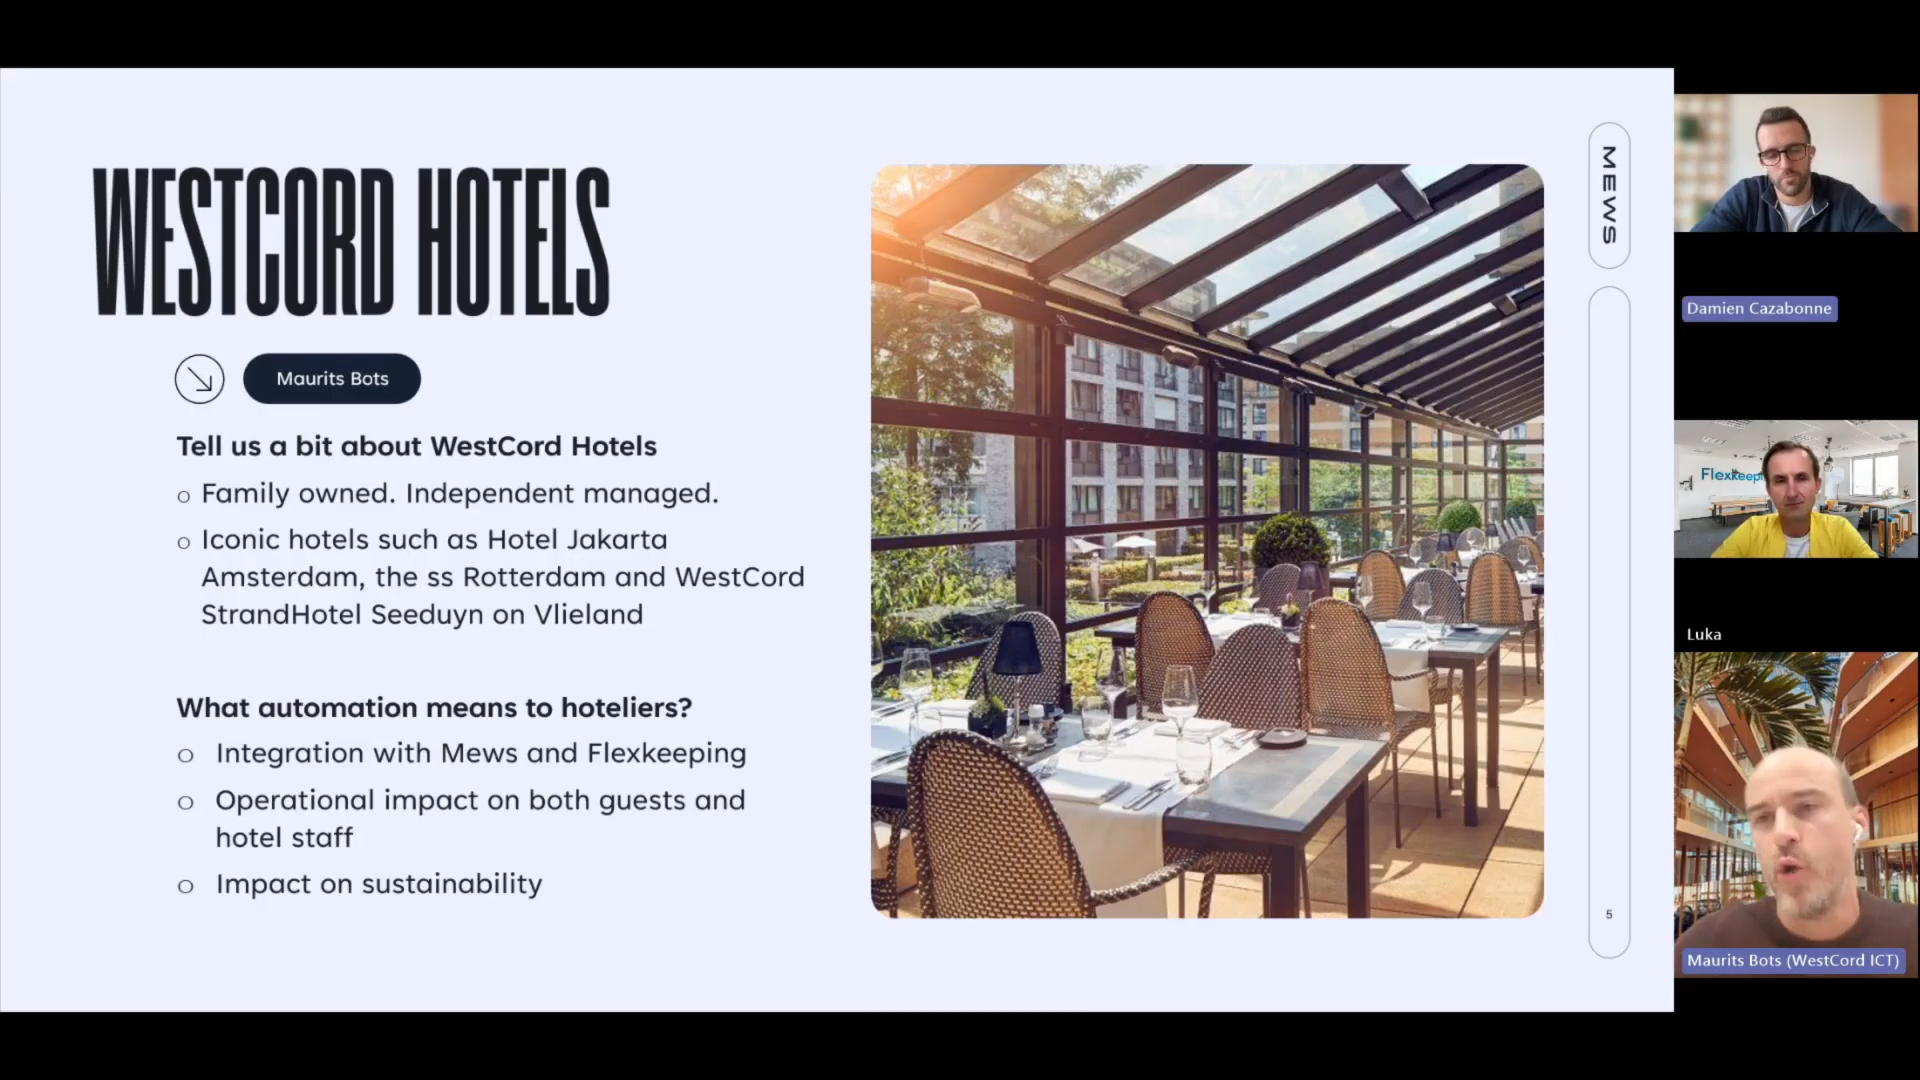 WESTCORD HOTELS
Maurits Bots
Tell us a bit about WestCord Hotels
o Family owned. Independent managed.
o Iconic hotels such as Hotel Jakarta
Amsterdam, the ss Rotterdam and WestCord
StrandHotel Seeduyn on Vlieland
What automation means to hoteliers?
o Integration with Mews and Flexkeeping
o Operational impact on both guests and
hotel staff
o Impact on sustainability
MEWS
5
Damien Cazabonne
Flexkeepi
Luka
Maurits Bots (WestCord ICT)